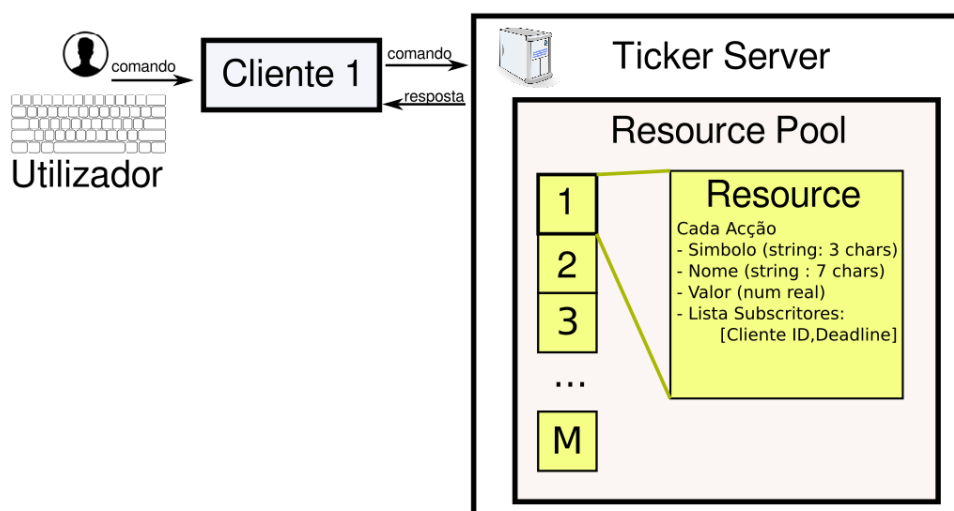 comando
Utilizador
Cliente 1
comando
resposta
Ticker Server
Resource Pool
1
2
3
...
M
Resource
Cada Acção
- Simbolo (string: 3 chars)
- Nome (string : 7 chars)
- Valor (num real)
- Lista Subscritores:
[Cliente ID,Deadline]